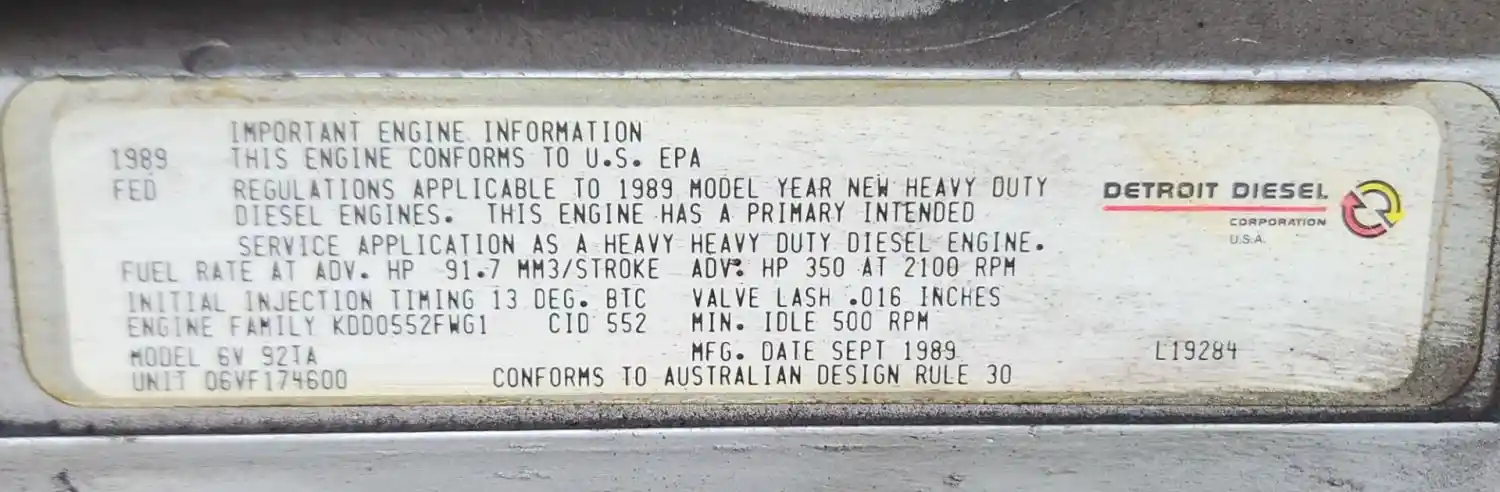 IMPORTANT ENGINE INFORMATION
1989 THIS ENGINE CONFORMS TO U.S. EPA
FED REGULATIONS APPLICABLE TO 1989 MODEL YEAR NEW HEAVY DUTY
DIESEL ENGINES. THIS ENGINE HAS A PRIMARY INTENDED
SERVICE APPLICATION AS A HEAVY HEAVY DUTY DIESEL ENGINE.
FUEL RATE AT ADV. HP 91.7 MM3/STROKE ADV. HP 350 AT 2100 RPM
INITIAL INJECTION TIMING 13 DEG. BTC VALVE LASH .016 INCHES
ENGINE FAMILY KDD0552FWG1 CID 552 MIN. IDLE 500 RPM
MODEL 6V 92TA MFG. DATE SEPT 1989 L19284
UNIT 06VF174600 CONFORMS TO AUSTRALIAN DESIGN RULE 30
DETROIT DIESEL
CORPORATION
U.S.A.